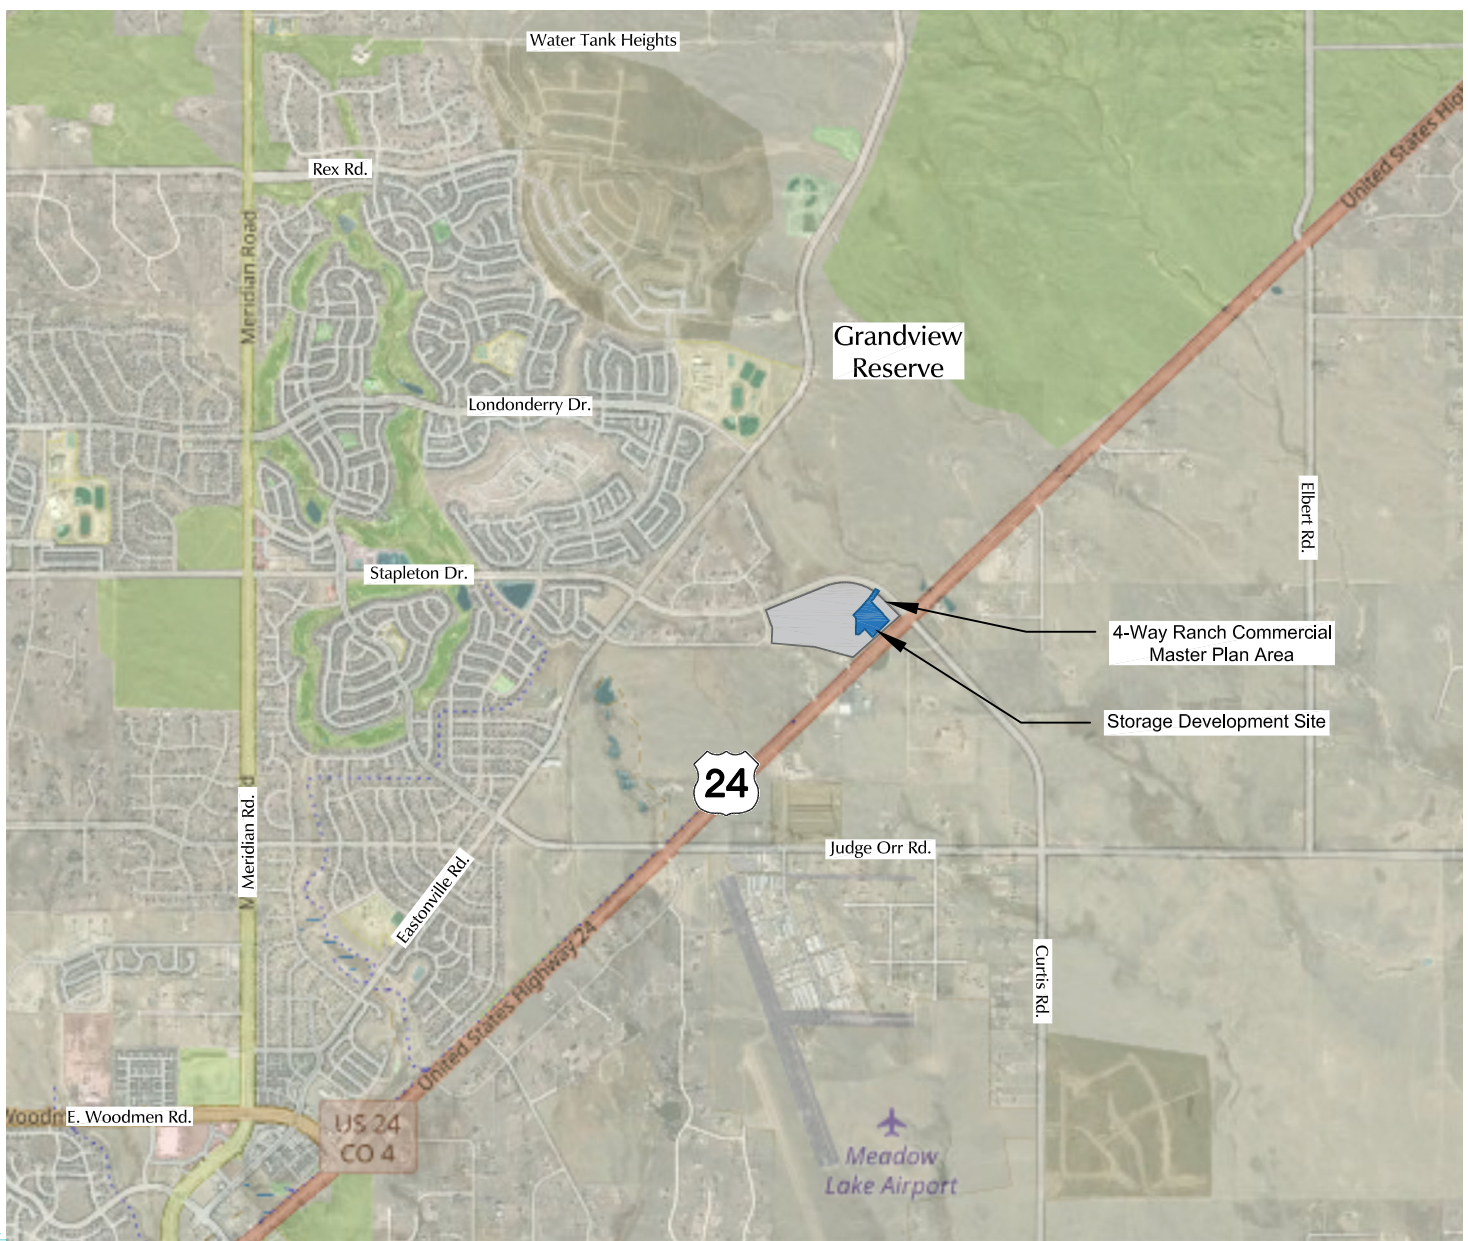 Water Tank Heights
United States High
Rex Rd.
Meridian Road
Grandview
Reserve
Londonderry Dr.
Elbert Rd.
Stapleton Dr.
4-Way Ranch Commercial
Master Plan Area
Storage Development Site
24
Meridian Rd.
Judge Orr Rd.
Eastonville Rd.
United States Highway 24
Curtis Rd.
E. Woodmen Rd.
US 24
CO 4
Meadow
Lake Airport